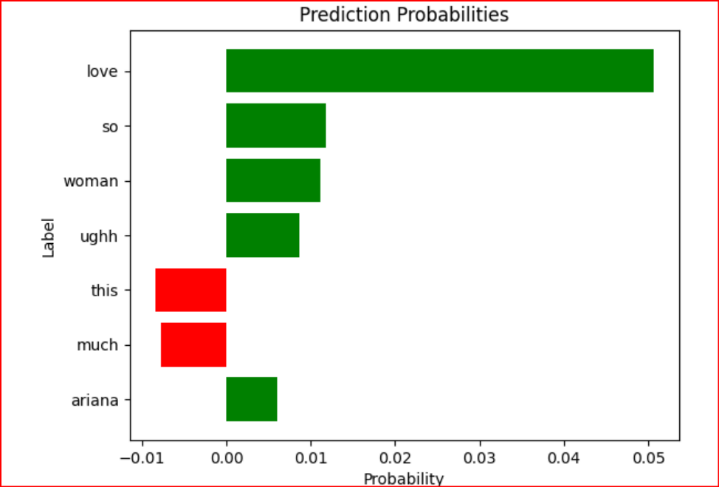 Prediction Probabilities
love
so
woman
ughh
this
much
ariana
Label
−0.01 0.00 0.01 0.02 0.03 0.04 0.05
Probability